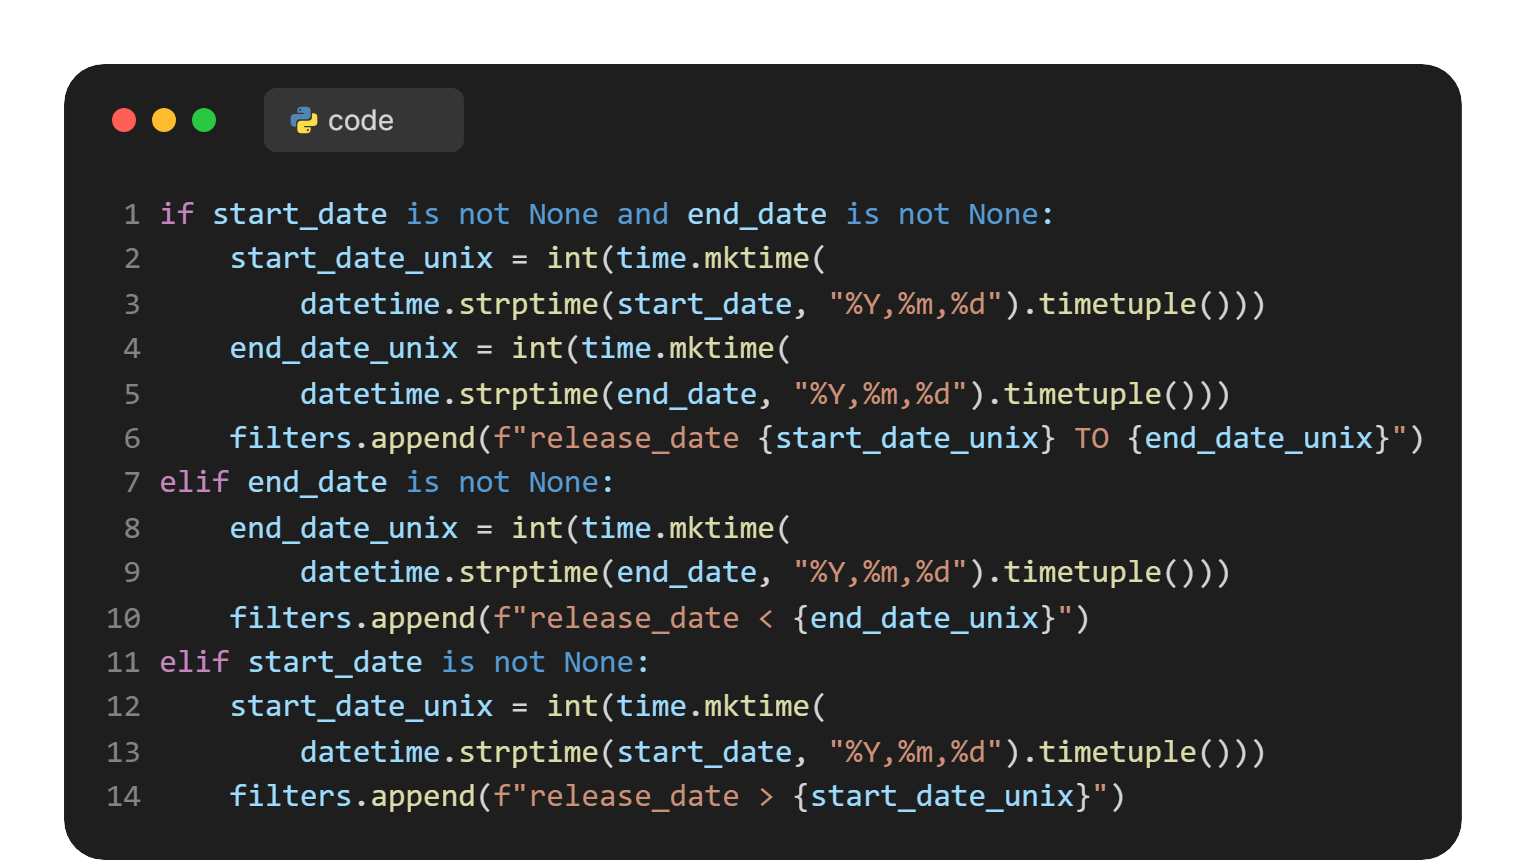 code
1 if start_date is not None and end_date is not None:
2     start_date_unix = int(time.mktime(
3         datetime.strptime(start_date, "%Y,%m,%d").timetuple()))
4     end_date_unix = int(time.mktime(
5         datetime.strptime(end_date, "%Y,%m,%d").timetuple()))
6     filters.append(f"release_date {start_date_unix} TO {end_date_unix}")
7 elif end_date is not None:
8     end_date_unix = int(time.mktime(
9         datetime.strptime(end_date, "%Y,%m,%d").timetuple()))
10     filters.append(f"release_date < {end_date_unix}")
11 elif start_date is not None:
12     start_date_unix = int(time.mktime(
13         datetime.strptime(start_date, "%Y,%m,%d").timetuple()))
14     filters.append(f"release_date > {start_date_unix}")